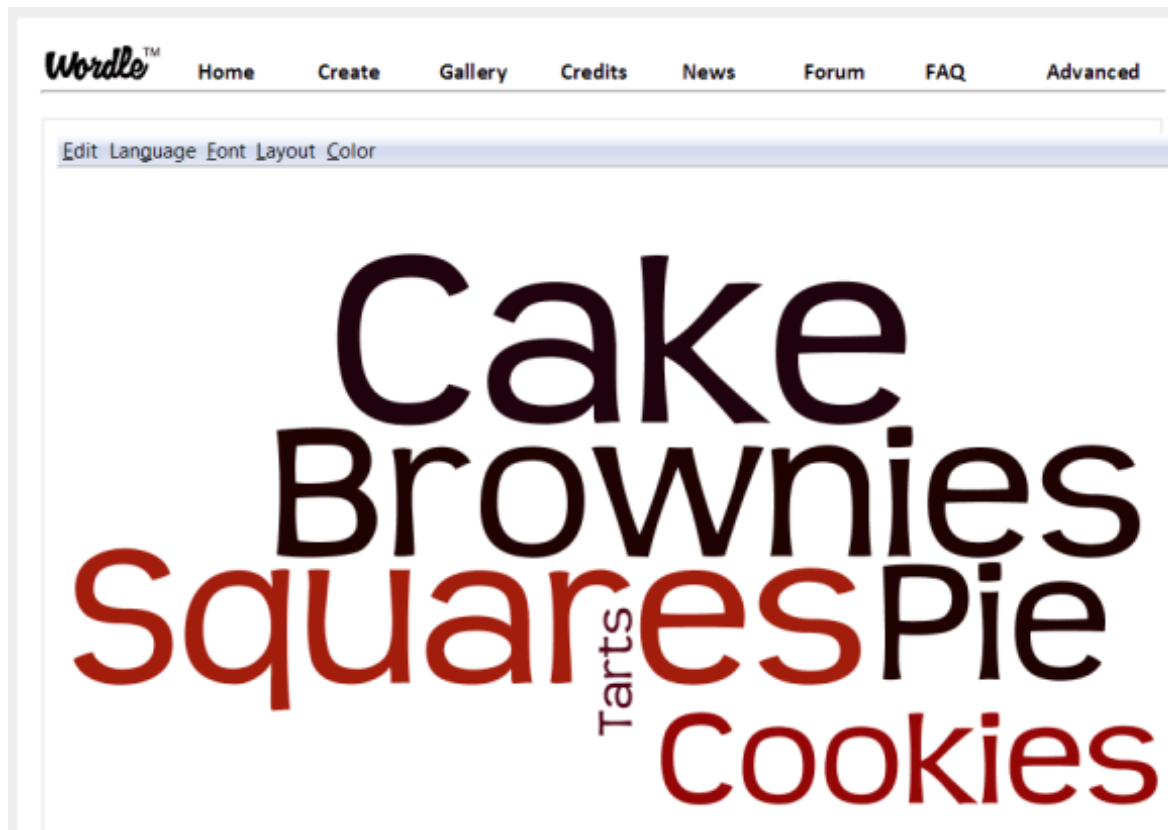 Wordle™ Home Create Gallery Credits News Forum FAQ Advanced
Edit Language Font Layout Color
Cake
Brownies
Squares Pie
Tarts
Cookies